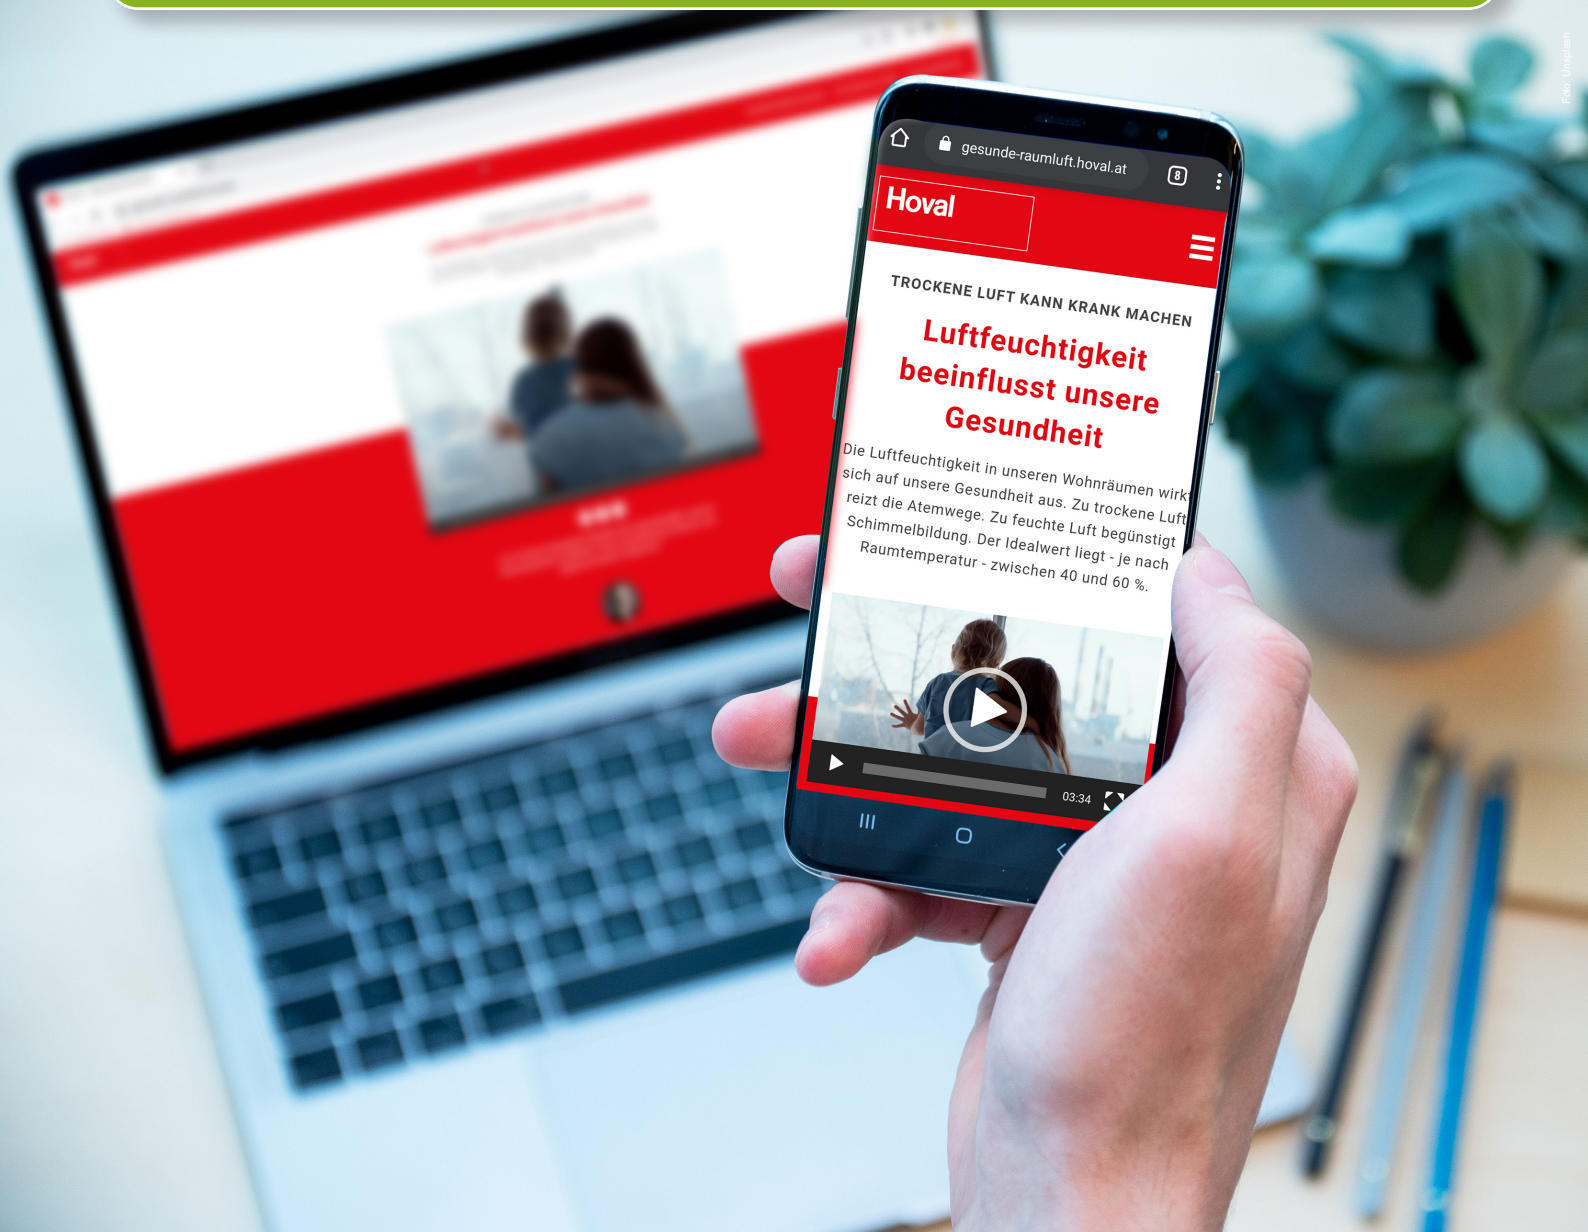 Foto: Unsplash
gesunde-raumluft.hoval.at
8
Hoval
TROCKENE LUFT KANN KRANK MACHEN
Luftfeuchtigkeit
beeinflusst unsere
Gesundheit
Die Luftfeuchtigkeit in unseren Wohnräumen wirkt
sich auf unsere Gesundheit aus. Zu trockene Luft
reizt die Atemwege. Zu feuchte Luft begünstigt
Schimmelbildung. Der Idealwert liegt - je nach
Raumtemperatur - zwischen 40 und 60 %.
03:34